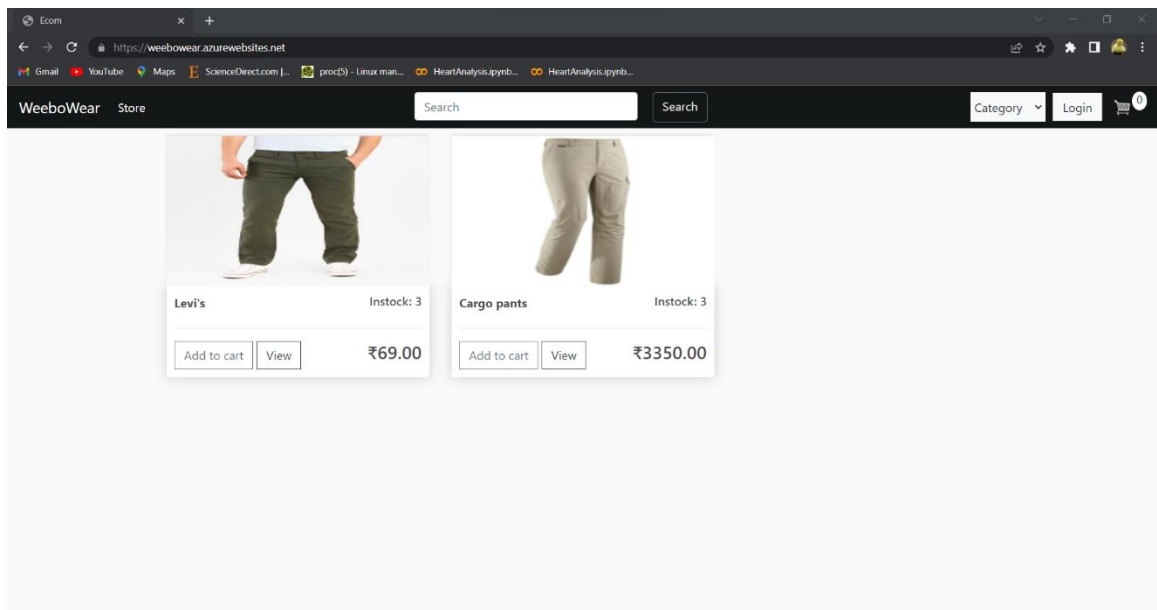 Ecom
https://weebowear.azurewebsites.net
Gmail YouTube Maps ScienceDirect.com |... proc(5) - Linux man... HeartAnalysis.ipynb... HeartAnalysis.ipynb...
WeeboWear Store Search Search Category Login 0
Levi's Instock: 3 Cargo pants Instock: 3
Add to cart View ₹69.00 Add to cart View ₹3350.00